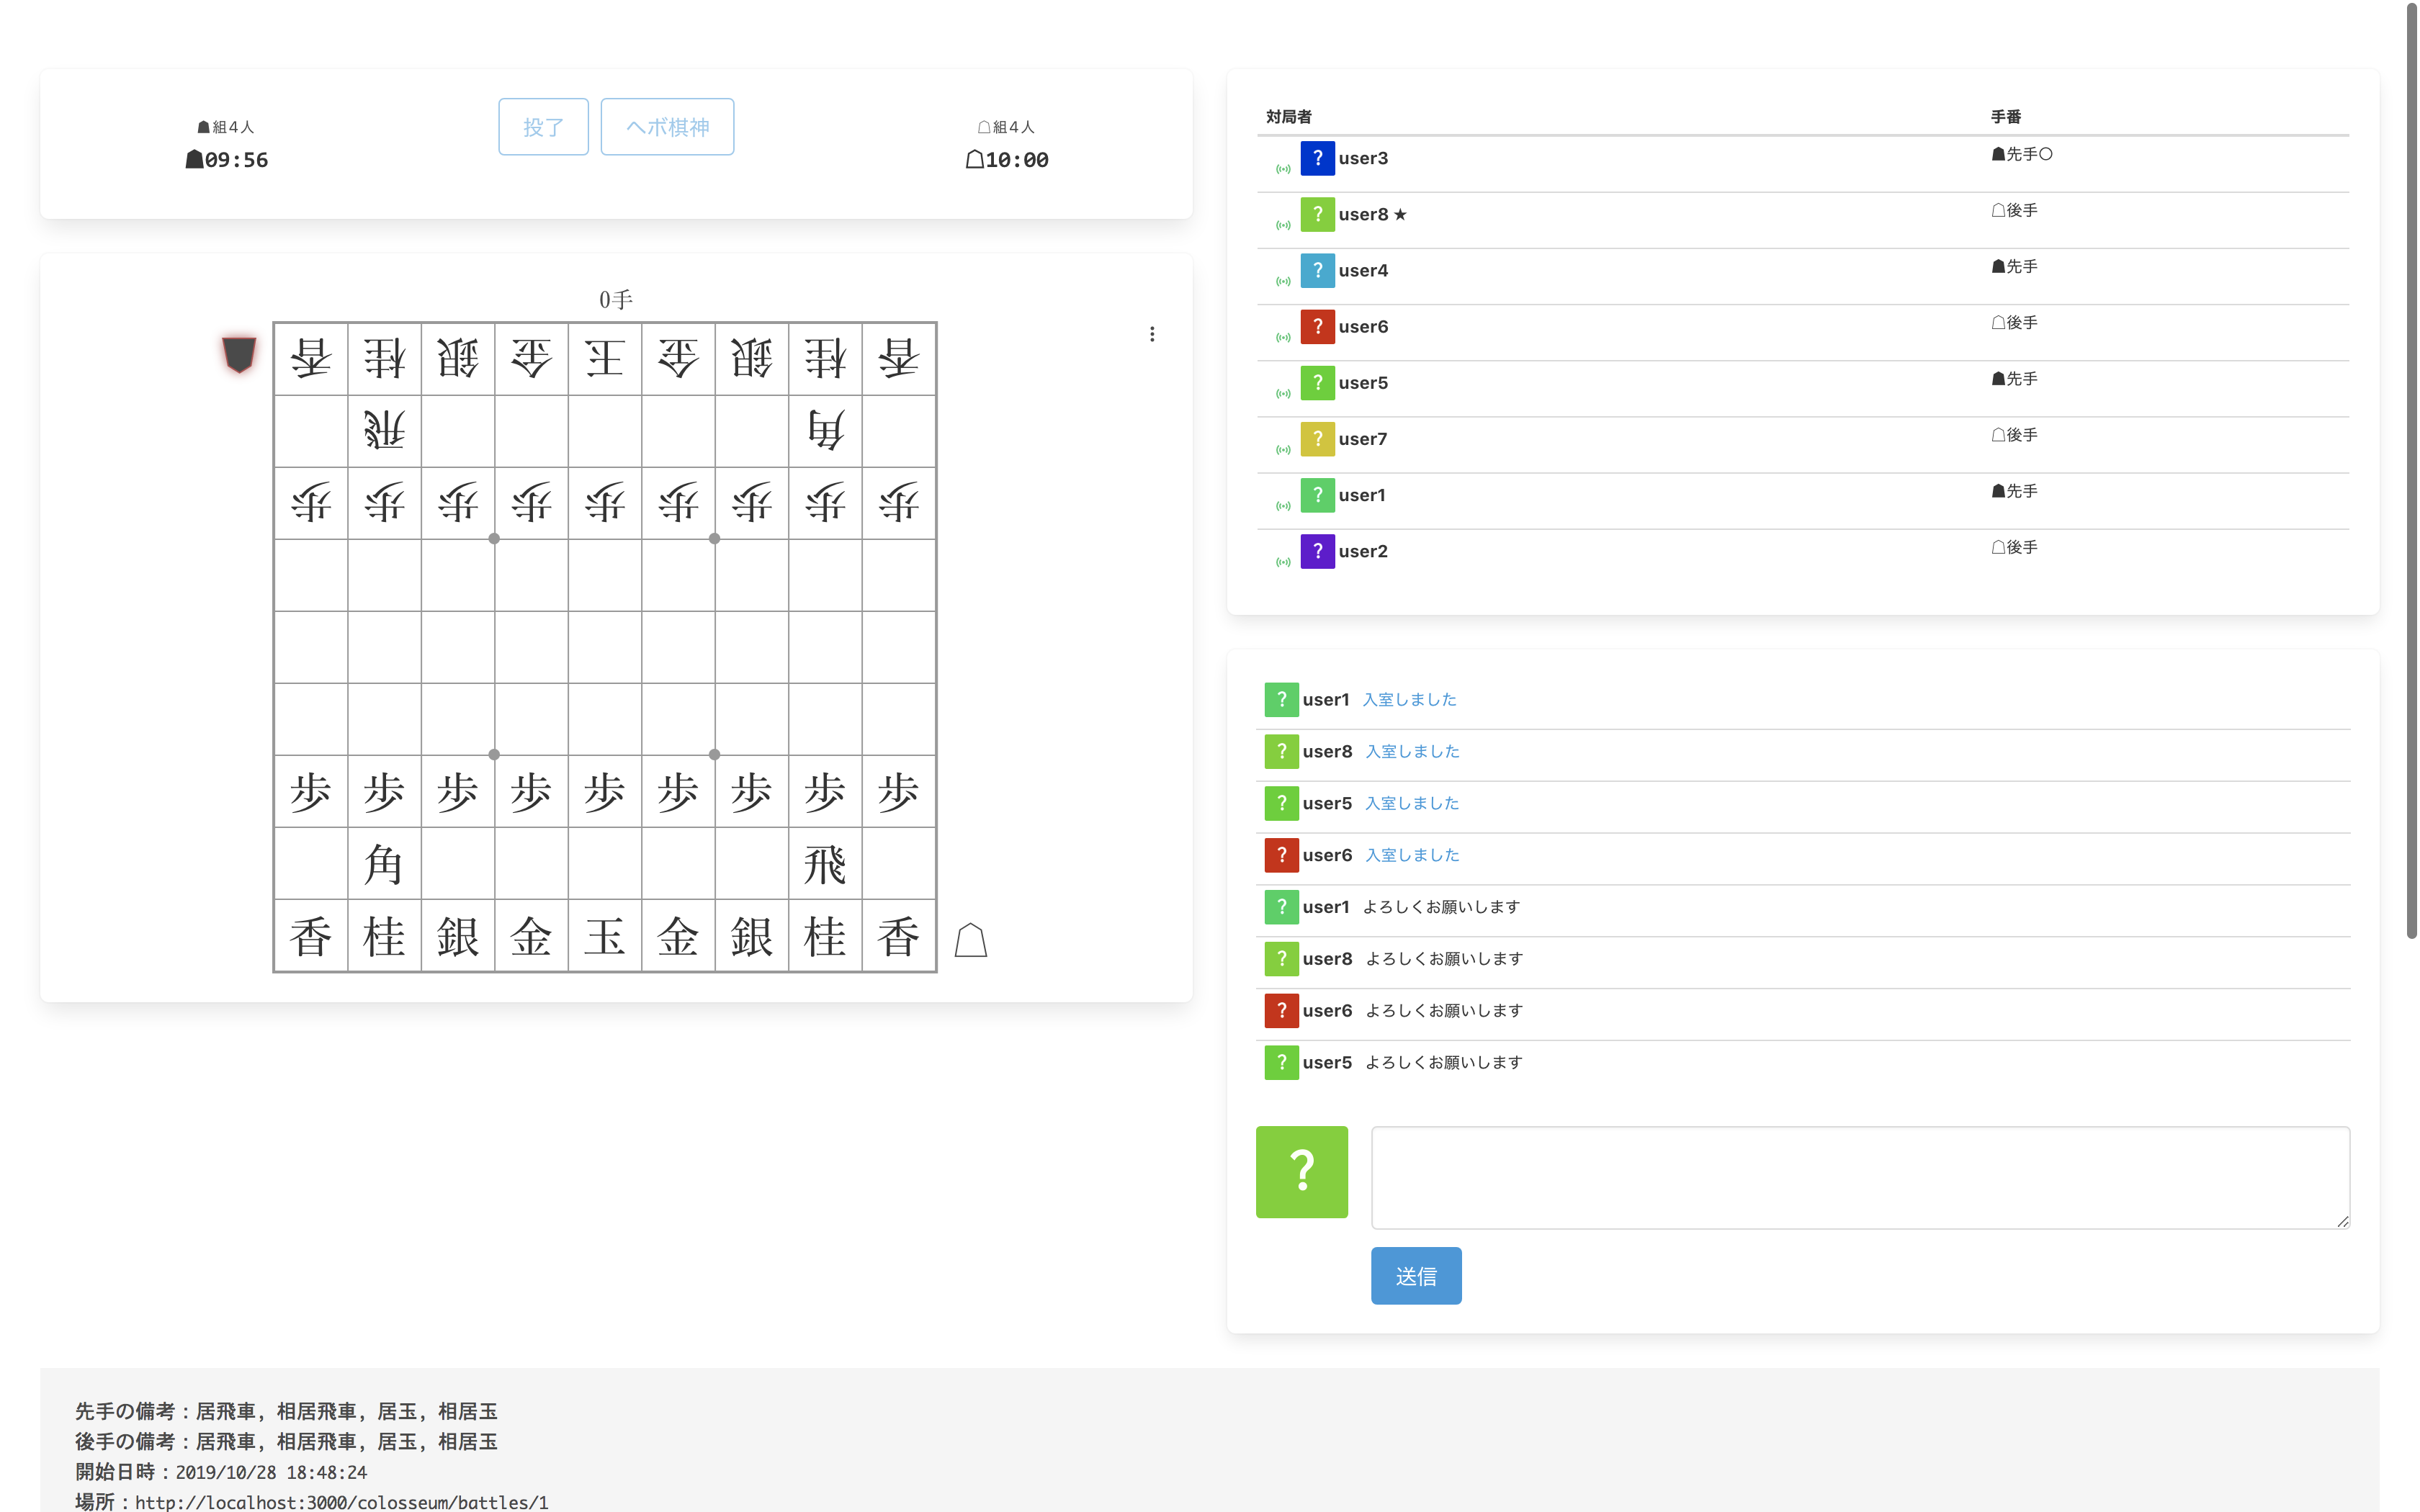 ☗組４人
☗09:56
投了
ヘボ棋神
☖組４人
☖10:00
0手
香 桂 銀 金 王 金 銀 桂 香
飛 角
歩 歩 歩 歩 歩 歩 歩 歩 歩
歩 歩 歩 歩 歩 歩 歩 歩 歩
角 飛
香 桂 銀 金 玉 金 銀 桂 香
対局者 手番
? user3 ☗先手○
? user8 ★ ☖後手
? user4 ☗先手
? user6 ☖後手
? user5 ☗先手
? user7 ☖後手
? user1 ☗先手
? user2 ☖後手
? user1 入室しました
? user8 入室しました
? user5 入室しました
? user6 入室しました
? user1 よろしくお願いします
? user8 よろしくお願いします
? user6 よろしくお願いします
? user5 よろしくお願いします
?
送信
先手の備考：居飛車, 相居飛車, 居玉, 相居玉
後手の備考：居飛車, 相居飛車, 居玉, 相居玉
開始日時：2019/10/28 18:48:24
場所：http://localhost:3000/colosseum/battles/1